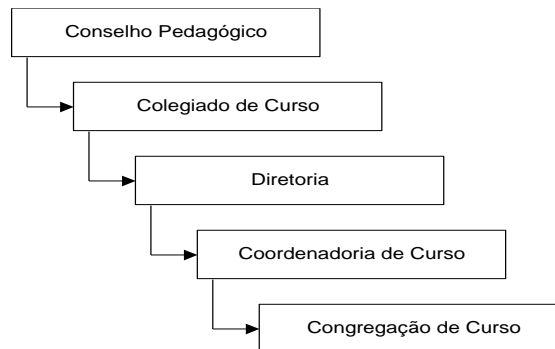 Conselho Pedagógico
Colegiado de Curso
Diretoria
Coordenadoria de Curso
Congregação de Curso